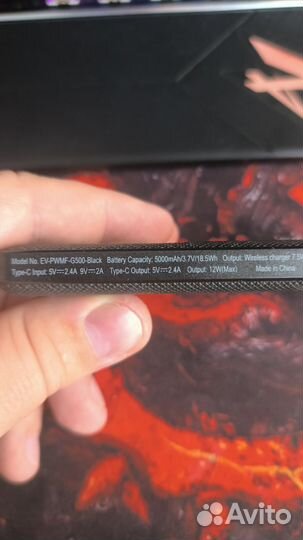 Model No. EV-PWMF-G500-Black Battery Capacity: 5000mAh/3.7V/18.5Wh Output: Wireless charger 7.5
Type-C Input: 5V⎓2.4A 9V⎓2A Type-C Output: 5V⎓2.4A Output: 12W(Max) Made in China
Avito